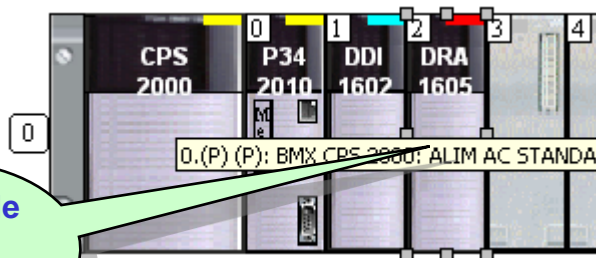 0 1 2 3 4
CPS P34 DDI DRA
2000 2010 1602 1605
0
0.(P) (P): BMX CPS 2000: ALIM AC STANDA
e